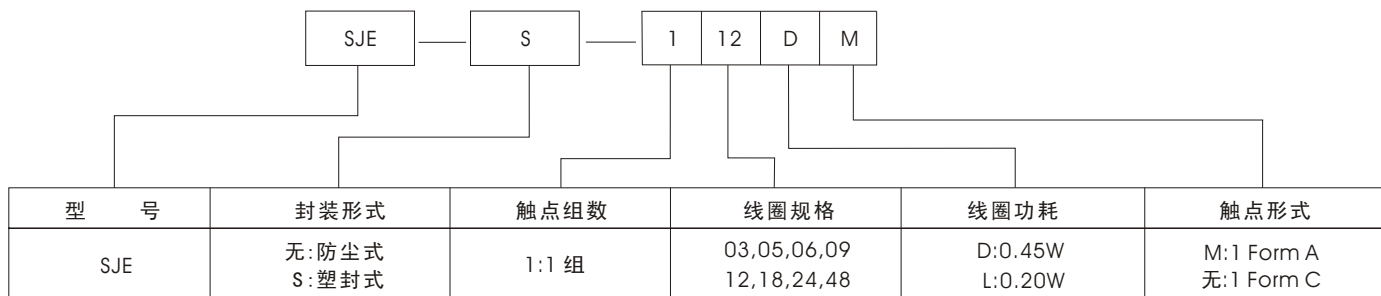 SJE S 1 12 D M
型 号 封装形式 触点组数 线圈规格 线圈功耗 触点形式
SJE 无:防尘式 1:1 组 03,05,06,09 D:0.45W M:1 Form A
S:塑封式 12,18,24,48 L:0.20W 无:1 Form C